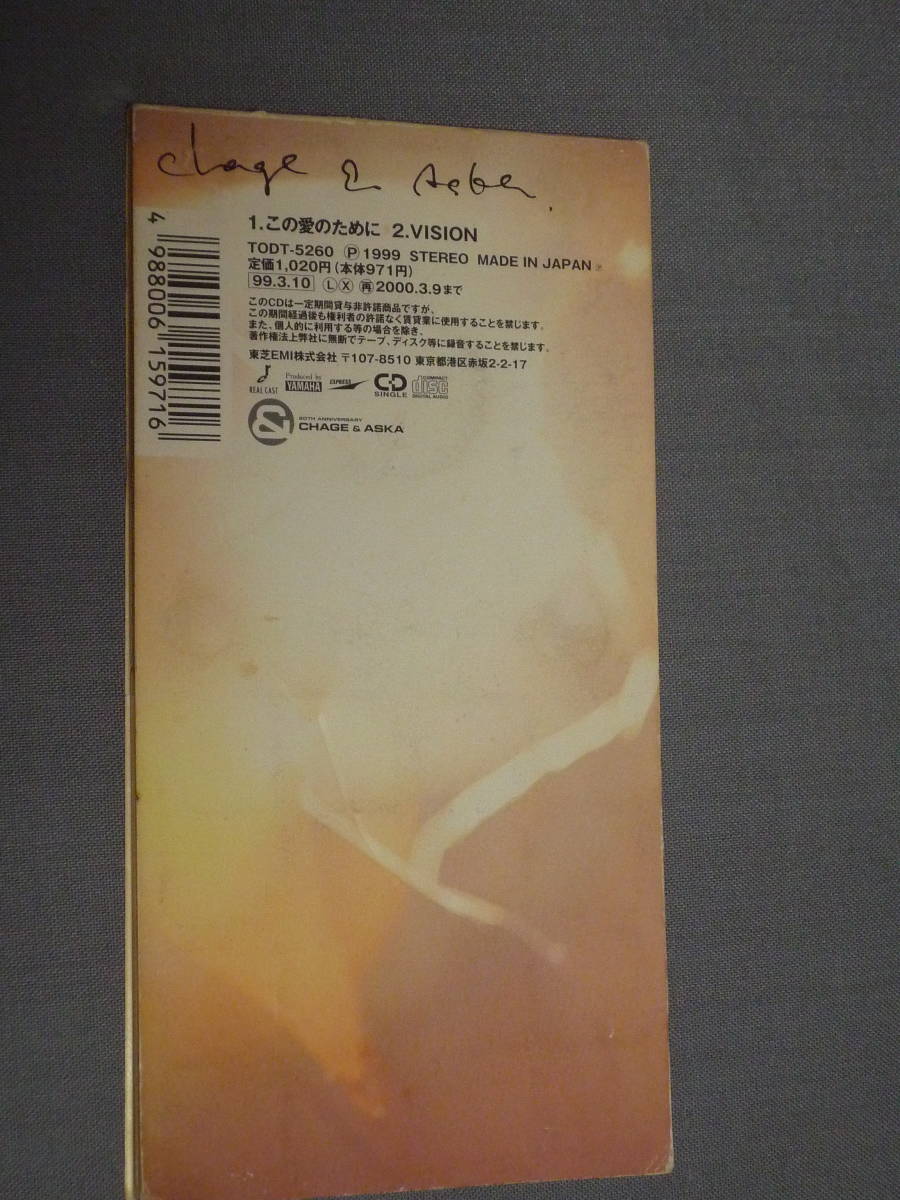 chage & Aska.
1.この愛のために 2.VISION
TODT-5260 Ⓟ1999 STEREO MADE IN JAPAN
定価1,020円(本体971円)
99.3.10 ⓁⓍ 再 2000.3.9まで
このCDは一定期間貸与非許諾商品ですが、
この期間経過後も権利者の許諾なく賃貸業に使用することを禁じます。
また、個人的に利用する等の場合を除き、
著作権法上弊社に無断でテープ、ディスク等に録音することを禁じます。
東芝EMI株式会社 〒107-8510 東京都港区赤坂2-2-17
REAL CAST Produced by YAMAHA EXPRESS CD SINGLE COMPACT disc DIGITAL AUDIO
20TH ANNIVERSARY
CHAGE & ASKA
4 988006 159716